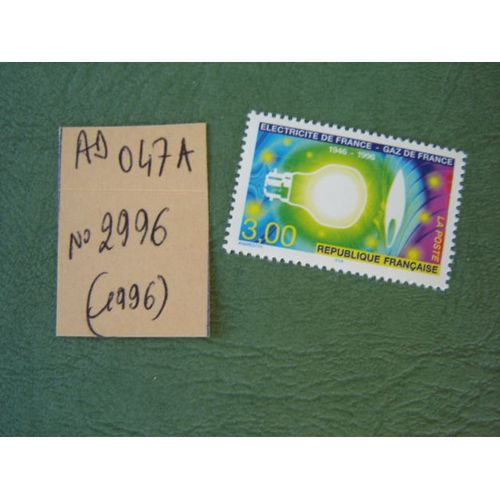 AD 047A
No 2996
(1996)
ELECTRICITE DE FRANCE - GAZ DE FRANCE
1946 - 1996
3,00
LA POSTE
REPUBLIQUE FRANÇAISE